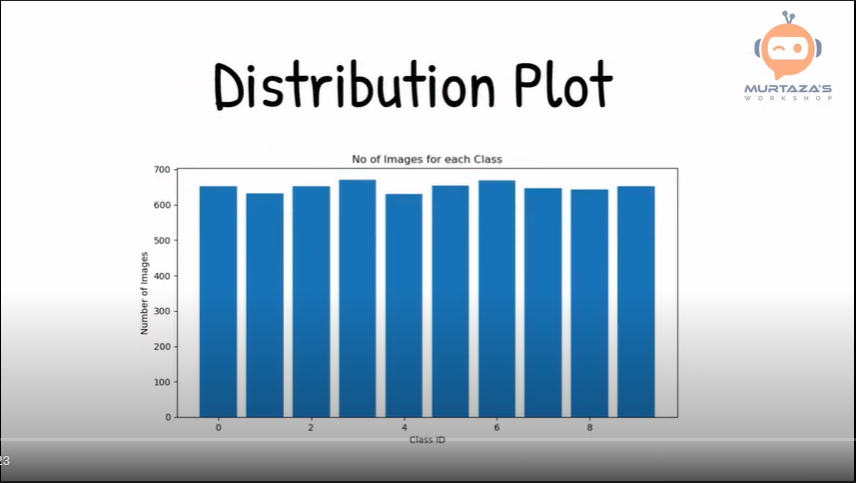 MURTAZA'S
WORKSHOP
Distribution Plot
No of Images for each Class
700
600
500
400
300
200
100
0
Number of Images
0 2 4 6 8
Class ID
23